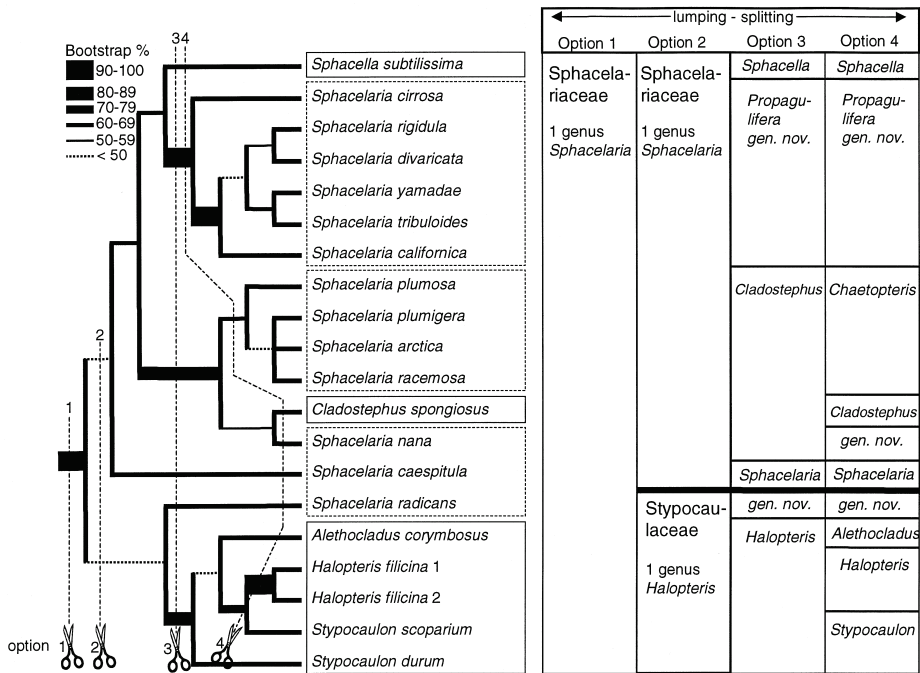 lumping - splitting
Option 1 Option 2 Option 3 Option 4
34
Bootstrap %
90-100
80-89
70-79
60-69
50-59
< 50
Sphacella subtilissima
Sphacelaria cirrosa
Sphacelaria rigidula
Sphacelaria divaricata
Sphacelaria yamadae
Sphacelaria tribuloides
Sphacelaria californica
Sphacelaria plumosa
Sphacelaria plumigera
Sphacelaria arctica
Sphacelaria racemosa
Cladostephus spongiosus
Sphacelaria nana
Sphacelaria caespitula
Sphacelaria radicans
Alethocladus corymbosus
Halopteris filicina 1
Halopteris filicina 2
Stypocaulon scoparium
Stypocaulon durum
2
1
option
1
2
3
4
Sphacela-
riaceae
1 genus
Sphacelaria
Sphacela-
riaceae
1 genus
Sphacelaria
Stypocau-
laceae
1 genus
Halopteris
Sphacella
Propagu-
lifera
gen. nov.
Cladostephus
Sphacelaria
gen. nov.
Halopteris
Sphacella
Propagu-
lifera
gen. nov.
Chaetopteris
Cladostephus
gen. nov.
Sphacelaria
gen. nov.
Alethocladus
Halopteris
Stypocaulon